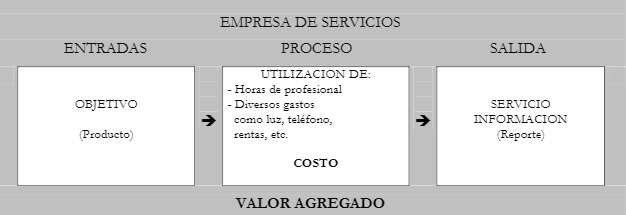 EMPRESA DE SERVICIOS
ENTRADAS PROCESO SALIDA
OBJETIVO
(Producto)
UTILIZACION DE:
- Horas de profesional
- Diversos gastos
como luz, teléfono,
rentas, etc.
COSTO
SERVICIO
INFORMACION
(Reporte)
VALOR AGREGADO